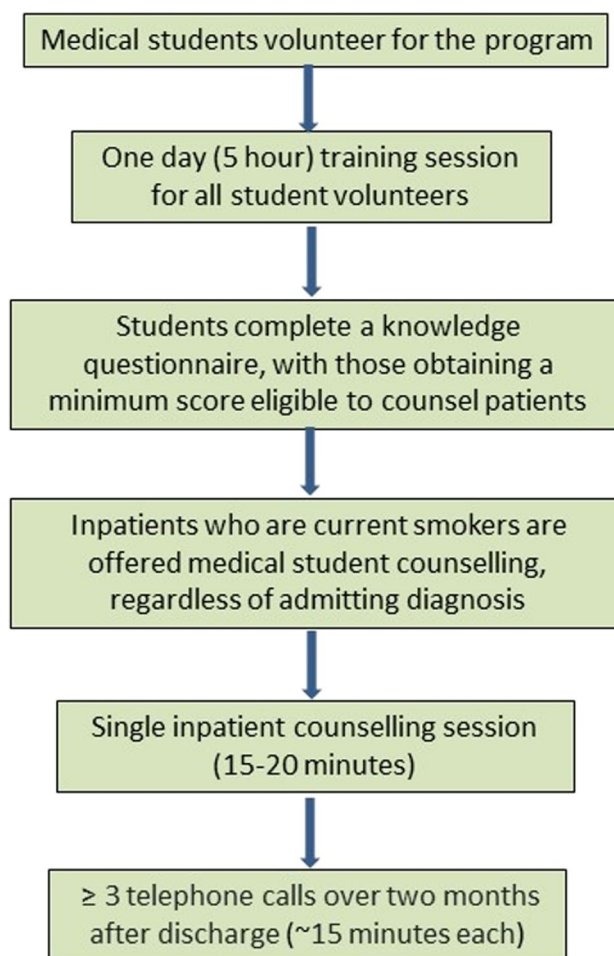 Medical students volunteer for the program
One day (5 hour) training session
for all student volunteers
Students complete a knowledge
questionnaire, with those obtaining a
minimum score eligible to counsel patients
Inpatients who are current smokers are
offered medical student counselling,
regardless of admitting diagnosis
Single inpatient counselling session
(15-20 minutes)
≥ 3 telephone calls over two months
after discharge (~15 minutes each)